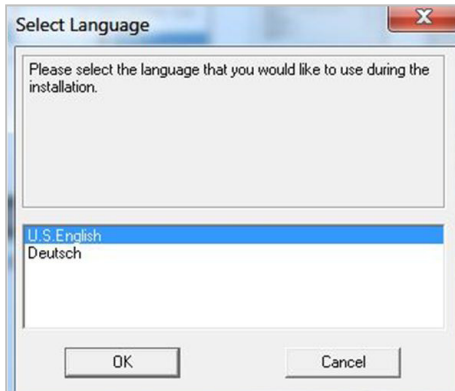 Select Language
Please select the language that you would like to use during the
installation.
U.S.English
Deutsch
OK
Cancel